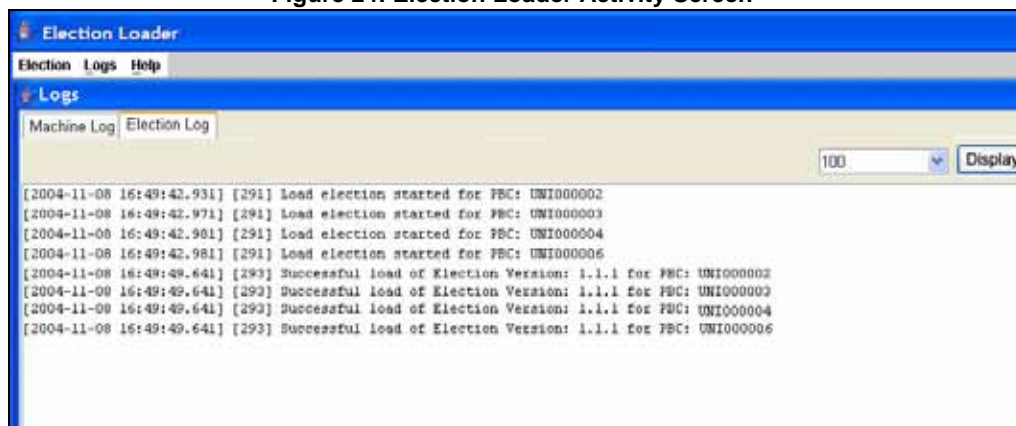 Figure 24: Election Loader Activity Screen
Election Loader
Election Logs Help
Logs
Machine Log Election Log
100 Display
[2004-11-08 16:49:42.931] [291] Load election started for PBC: UNI000002
[2004-11-08 16:49:42.971] [291] Load election started for PBC: UNI000003
[2004-11-08 16:49:42.981] [291] Load election started for PBC: UNI000004
[2004-11-08 16:49:42.981] [291] Load election started for PBC: UNI000006
[2004-11-08 16:49:49.641] [293] Successful load of Election Version: 1.1.1 for PBC: UNI000002
[2004-11-08 16:49:49.641] [293] Successful load of Election Version: 1.1.1 for PBC: UNI000003
[2004-11-08 16:49:49.641] [293] Successful load of Election Version: 1.1.1 for PBC: UNI000004
[2004-11-08 16:49:49.641] [293] Successful load of Election Version: 1.1.1 for PBC: UNI000006